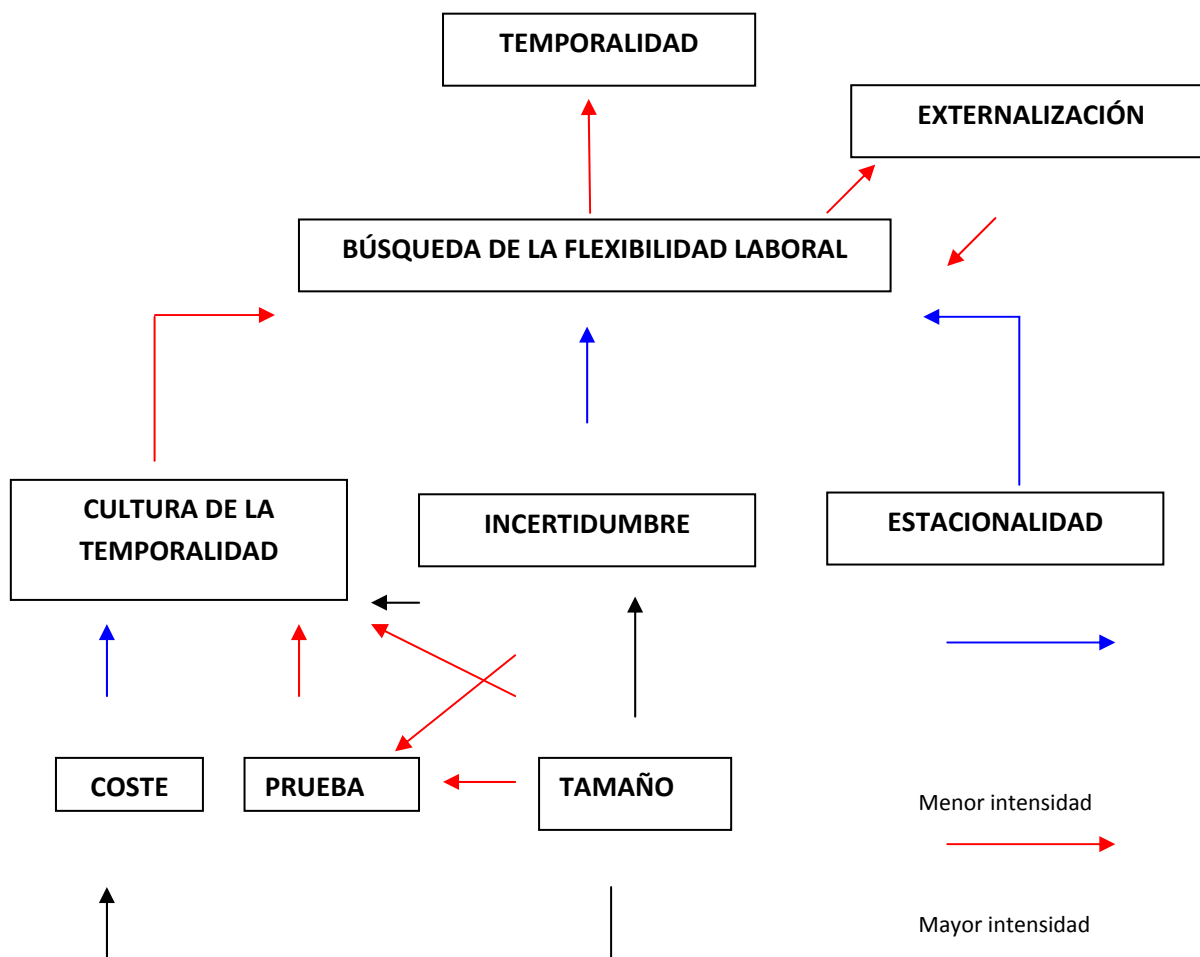 TEMPORALIDAD
EXTERNALIZACIÓN
BÚSQUEDA DE LA FLEXIBILIDAD LABORAL
CULTURA DE LA
TEMPORALIDAD
INCERTIDUMBRE
ESTACIONALIDAD
COSTE
PRUEBA
TAMAÑO
Menor intensidad
Mayor intensidad